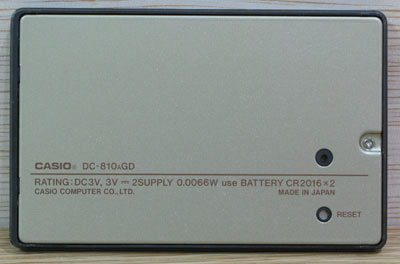 CASIO® DC-810AGD
RATING: DC3V, 3V ⎓ 2SUPPLY 0.0066W use BATTERY CR2016×2
CASIO COMPUTER CO., LTD. MADE IN JAPAN
RESET